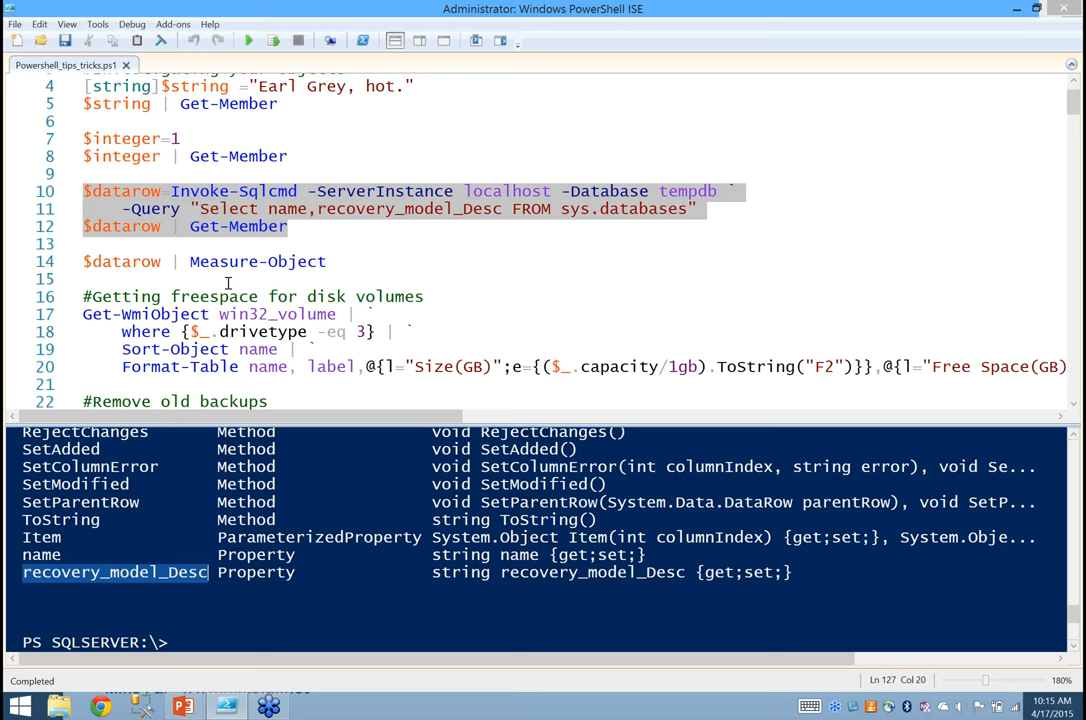 Administrator: Windows PowerShell ISE
File Edit View Tools Debug Add-ons Help
Powershell_tips_tricks.ps1
4 [string]$string ="Earl Grey, hot."
5 $string | Get-Member
6
7 $integer=1
8 $integer | Get-Member
9
10 $datarow=Invoke-Sqlcmd -ServerInstance localhost -Database tempdb `
11 -Query "Select name,recovery_model_Desc FROM sys.databases"
12 $datarow | Get-Member
13
14 $datarow | Measure-Object
15
16 #Getting freespace for disk volumes
17 Get-WmiObject win32_volume | `
18 where {$_.drivetype -eq 3} | `
19 Sort-Object name | `
20 Format-Table name, label,@{l="Size(GB)";e={($_.capacity/1gb).ToString("F2")}},@{l="Free Space(GB)
21
22 #Remove old backups
RejectChanges Method void RejectChanges()
SetAdded Method void SetAdded()
SetColumnError Method void SetColumnError(int columnIndex, string error), void Se...
SetModified Method void SetModified()
SetParentRow Method void SetParentRow(System.Data.DataRow parentRow), void SetP...
ToString Method string ToString()
Item ParameterizedProperty System.Object Item(int columnIndex) {get;set;}, System.Obje...
name Property string name {get;set;}
recovery_model_Desc Property string recovery_model_Desc {get;set;}
PS SQLSERVER:\>
Completed Ln 127 Col 20 180%
10:15 AM
4/17/2015